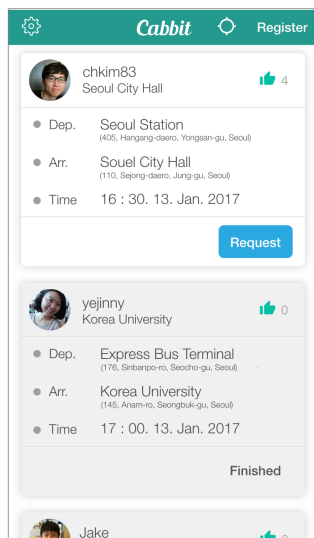 Cabbit Register
chkim83
Seoul City Hall
4
Dep. Seoul Station
(405, Hangang-daero, Yongsan-gu, Seoul)
Arr. Souel City Hall
(110, Sejong-daero, Jung-gu, Seoul)
Time 16 : 30. 13. Jan. 2017
Request
yejinny
Korea University
0
Dep. Express Bus Terminal
(176, Sinbanpo-ro, Seocho-gu, Seoul)
Arr. Korea University
(145, Anam-ro, Seongbuk-gu, Seoul)
Time 17 : 00. 13. Jan. 2017
Finished
Jake